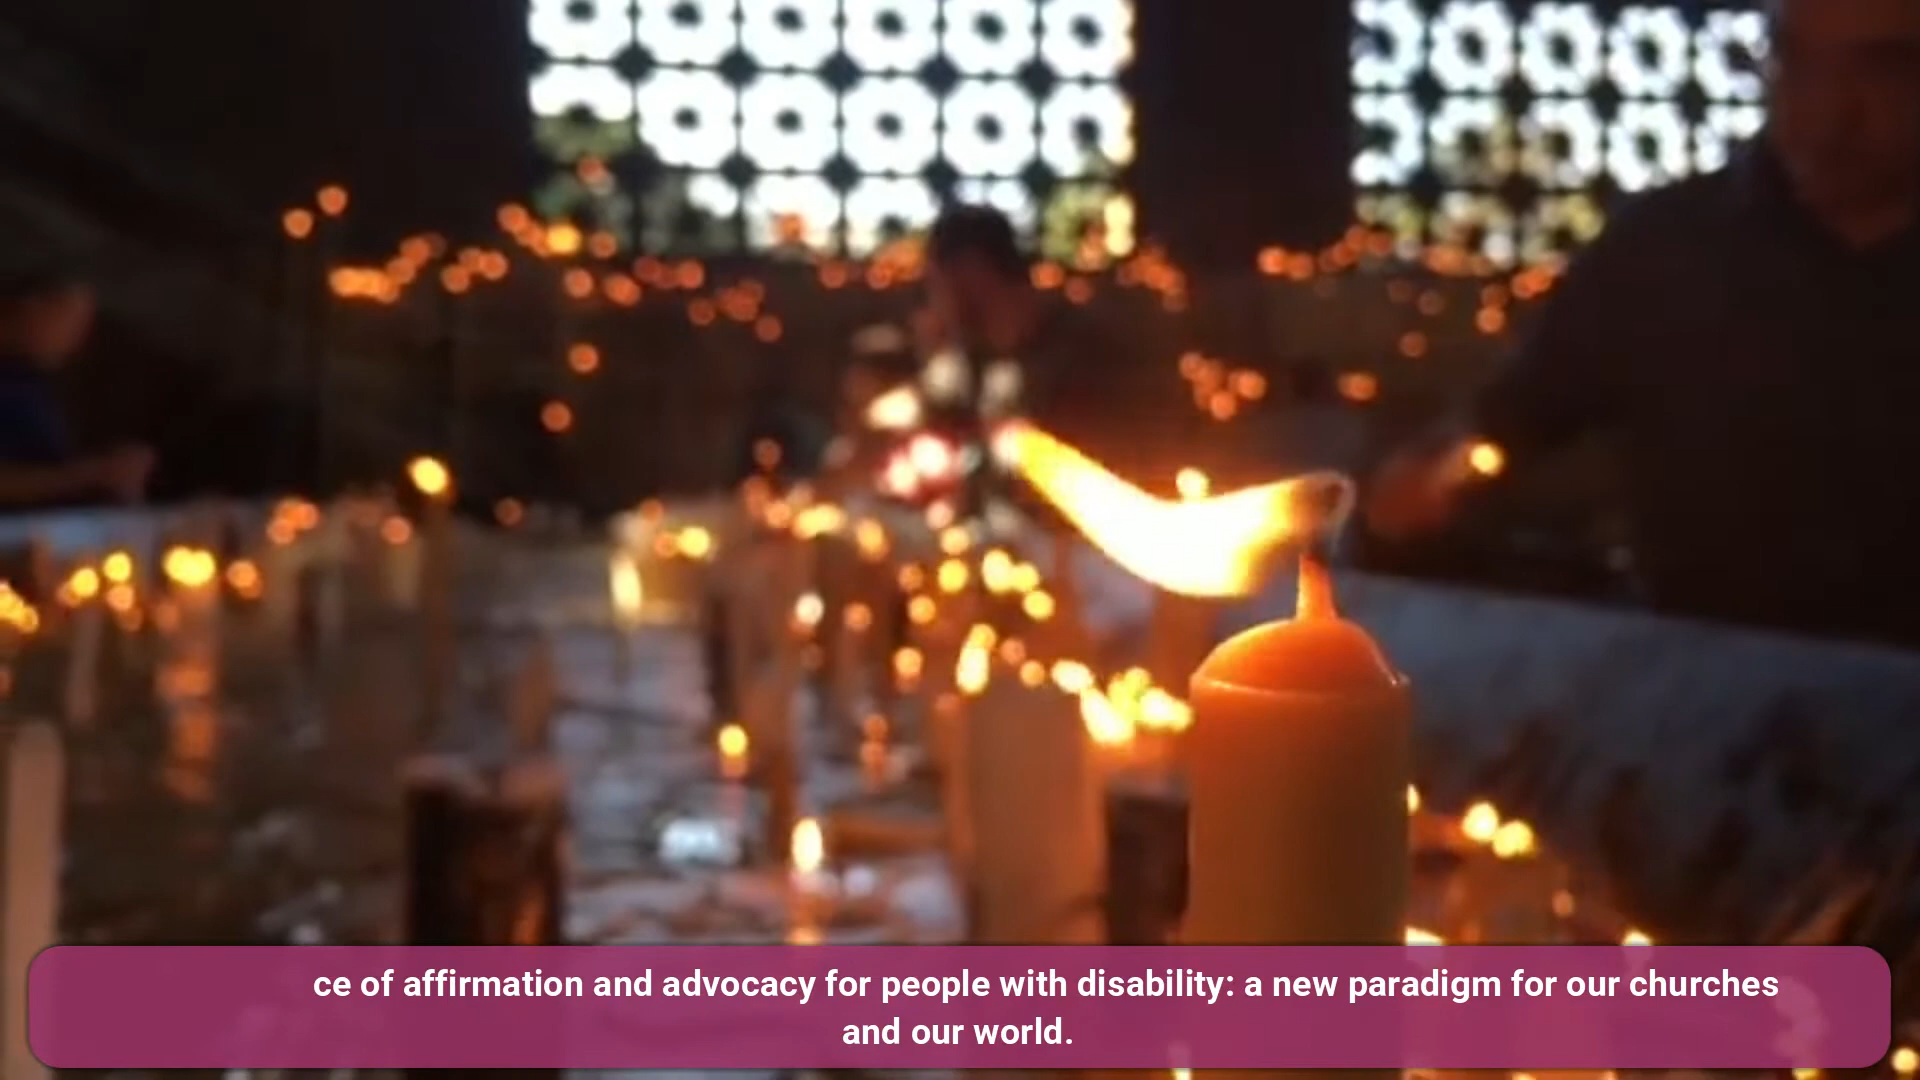 ce of affirmation and advocacy for people with disability: a new paradigm for our churches
and our world.